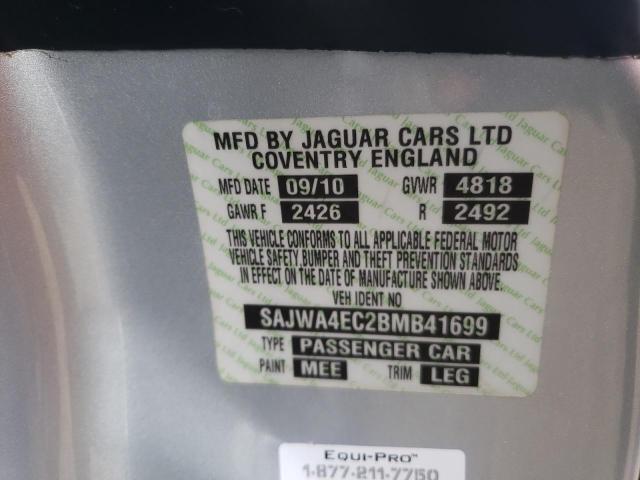 MFD BY JAGUAR CARS LTD
COVENTRY ENGLAND
MFD DATE 09/10 GVWR 4818
GAWR F 2426 R 2492
THIS VEHICLE CONFORMS TO ALL APPLICABLE FEDERAL MOTOR
VEHICLE SAFETY, BUMPER AND THEFT PREVENTION STANDARDS
IN EFFECT ON THE DATE OF MANUFACTURE SHOWN ABOVE.
VEH IDENT NO
SAJWA4EC2BMB41699
TYPE PASSENGER CAR
PAINT MEE TRIM LEG
EQUI-PRO™
1-877-211-7750